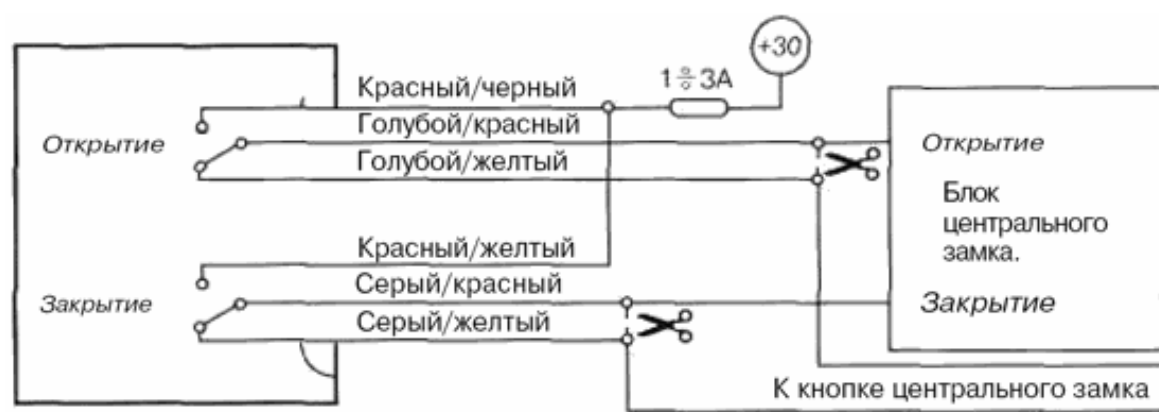 +30
1÷3А
Красный/черный
Голубой/красный
Открытие
Голубой/желтый
Открытие
Блок
центрального
замка.
Красный/желтый
Серый/красный
Закрытие
Серый/желтый
Закрытие
К кнопке центрального замка